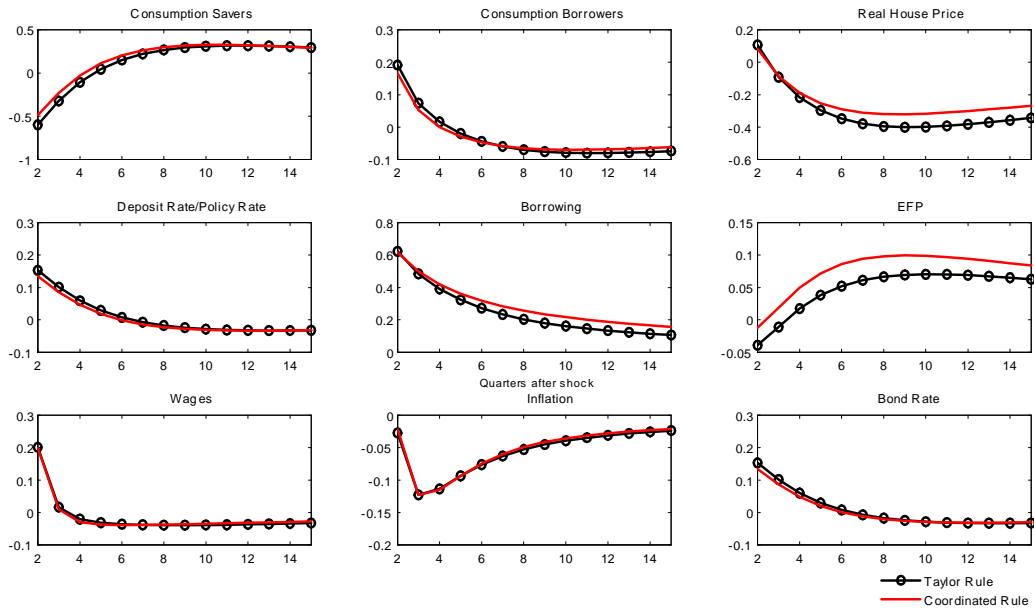 Consumption Savers
0.5
0
-0.5
-1
2 4 6 8 10 12 14
Consumption Borrowers
0.3
0.2
0.1
0
-0.1
2 4 6 8 10 12 14
Real House Price
0.2
0
-0.2
-0.4
-0.6
2 4 6 8 10 12 14
Deposit Rate/Policy Rate
0.3
0.2
0.1
0
-0.1
2 4 6 8 10 12 14
Borrowing
0.8
0.6
0.4
0.2
0
2 4 6 8 10 12 14
Quarters after shock
EFP
0.15
0.1
0.05
0
-0.05
2 4 6 8 10 12 14
Wages
0.3
0.2
0.1
0
-0.1
2 4 6 8 10 12 14
Inflation
0
-0.05
-0.1
-0.15
-0.2
2 4 6 8 10 12 14
Bond Rate
0.3
0.2
0.1
0
-0.1
2 4 6 8 10 12 14
Taylor Rule
Coordinated Rule